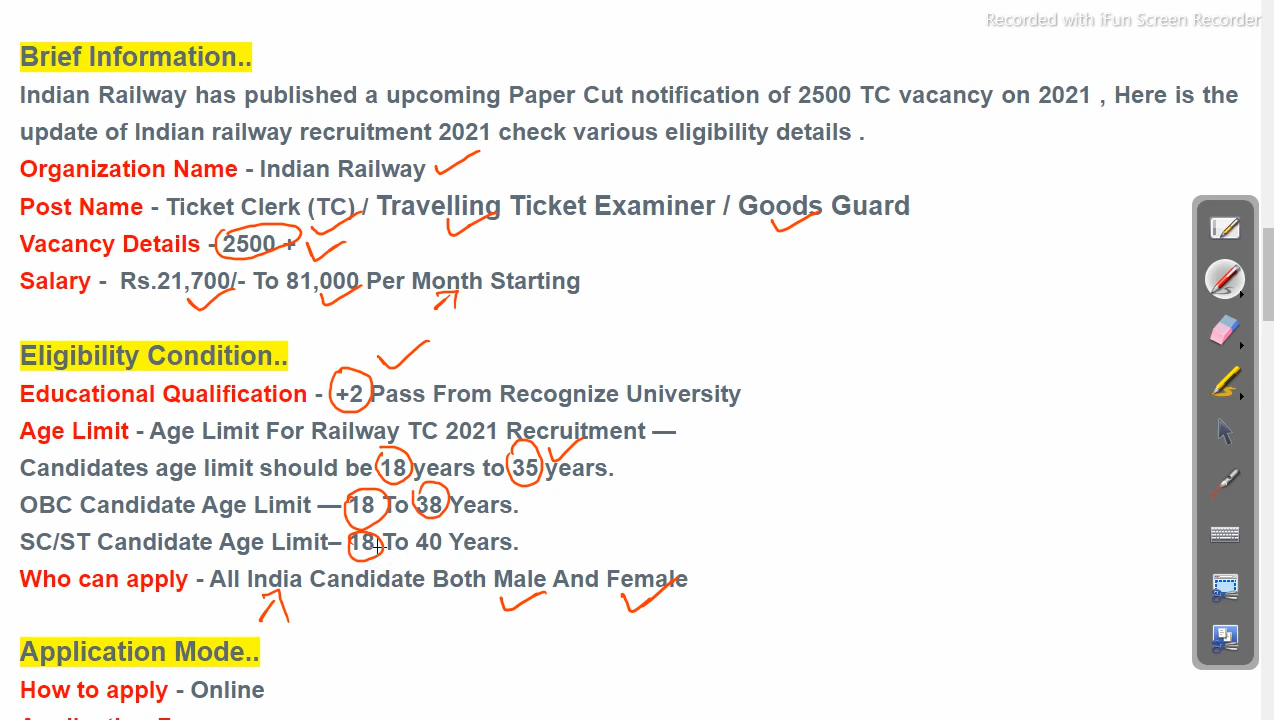 Recorded with iFun Screen Recorder
Brief Information..
Indian Railway has published a upcoming Paper Cut notification of 2500 TC vacancy on 2021 , Here is the
update of Indian railway recruitment 2021 check various eligibility details .
Organization Name - Indian Railway
Post Name - Ticket Clerk (TC) / Travelling Ticket Examiner / Goods Guard
Vacancy Details - 2500 +
Salary - Rs.21,700/- To 81,000 Per Month Starting
Eligibility Condition..
Educational Qualification - +2 Pass From Recognize University
Age Limit - Age Limit For Railway TC 2021 Recruitment —
Candidates age limit should be 18 years to 35 years.
OBC Candidate Age Limit — 18 To 38 Years.
SC/ST Candidate Age Limit– 18 To 40 Years.
Who can apply - All India Candidate Both Male And Female
Application Mode..
How to apply - Online